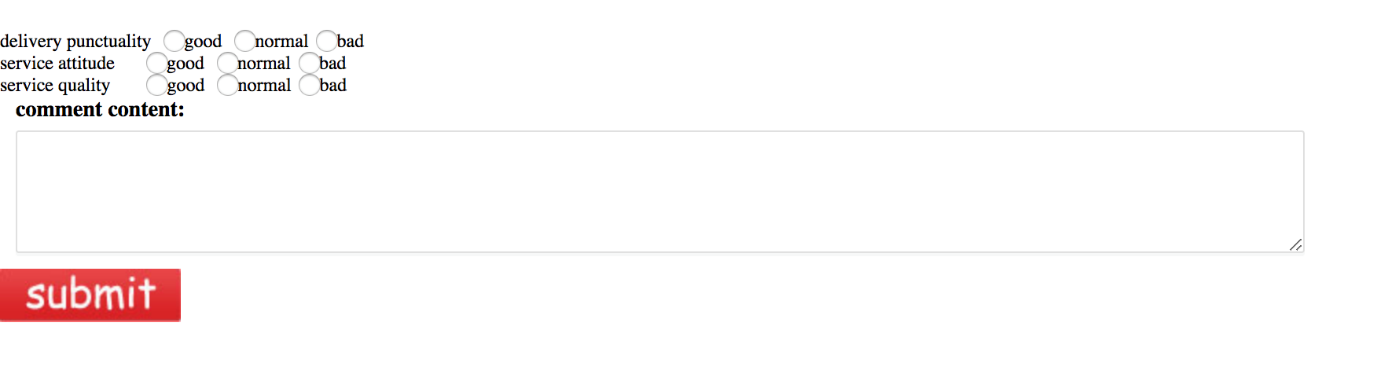 delivery punctuality good normal bad
service attitude good normal bad
service quality good normal bad
comment content:
submit